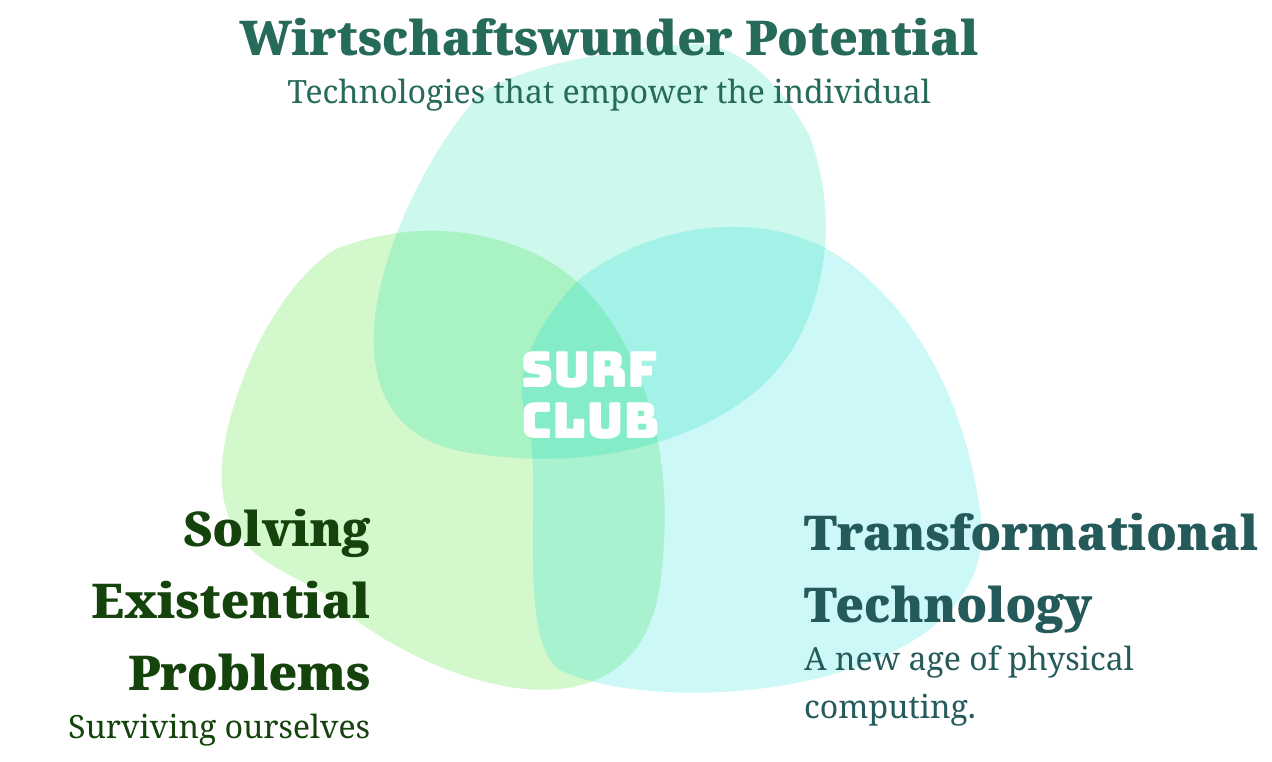 Wirtschaftswunder Potential
Technologies that empower the individual
SURF
CLUB
Solving
Existential
Problems
Surviving ourselves
Transformational
Technology
A new age of physical
computing.